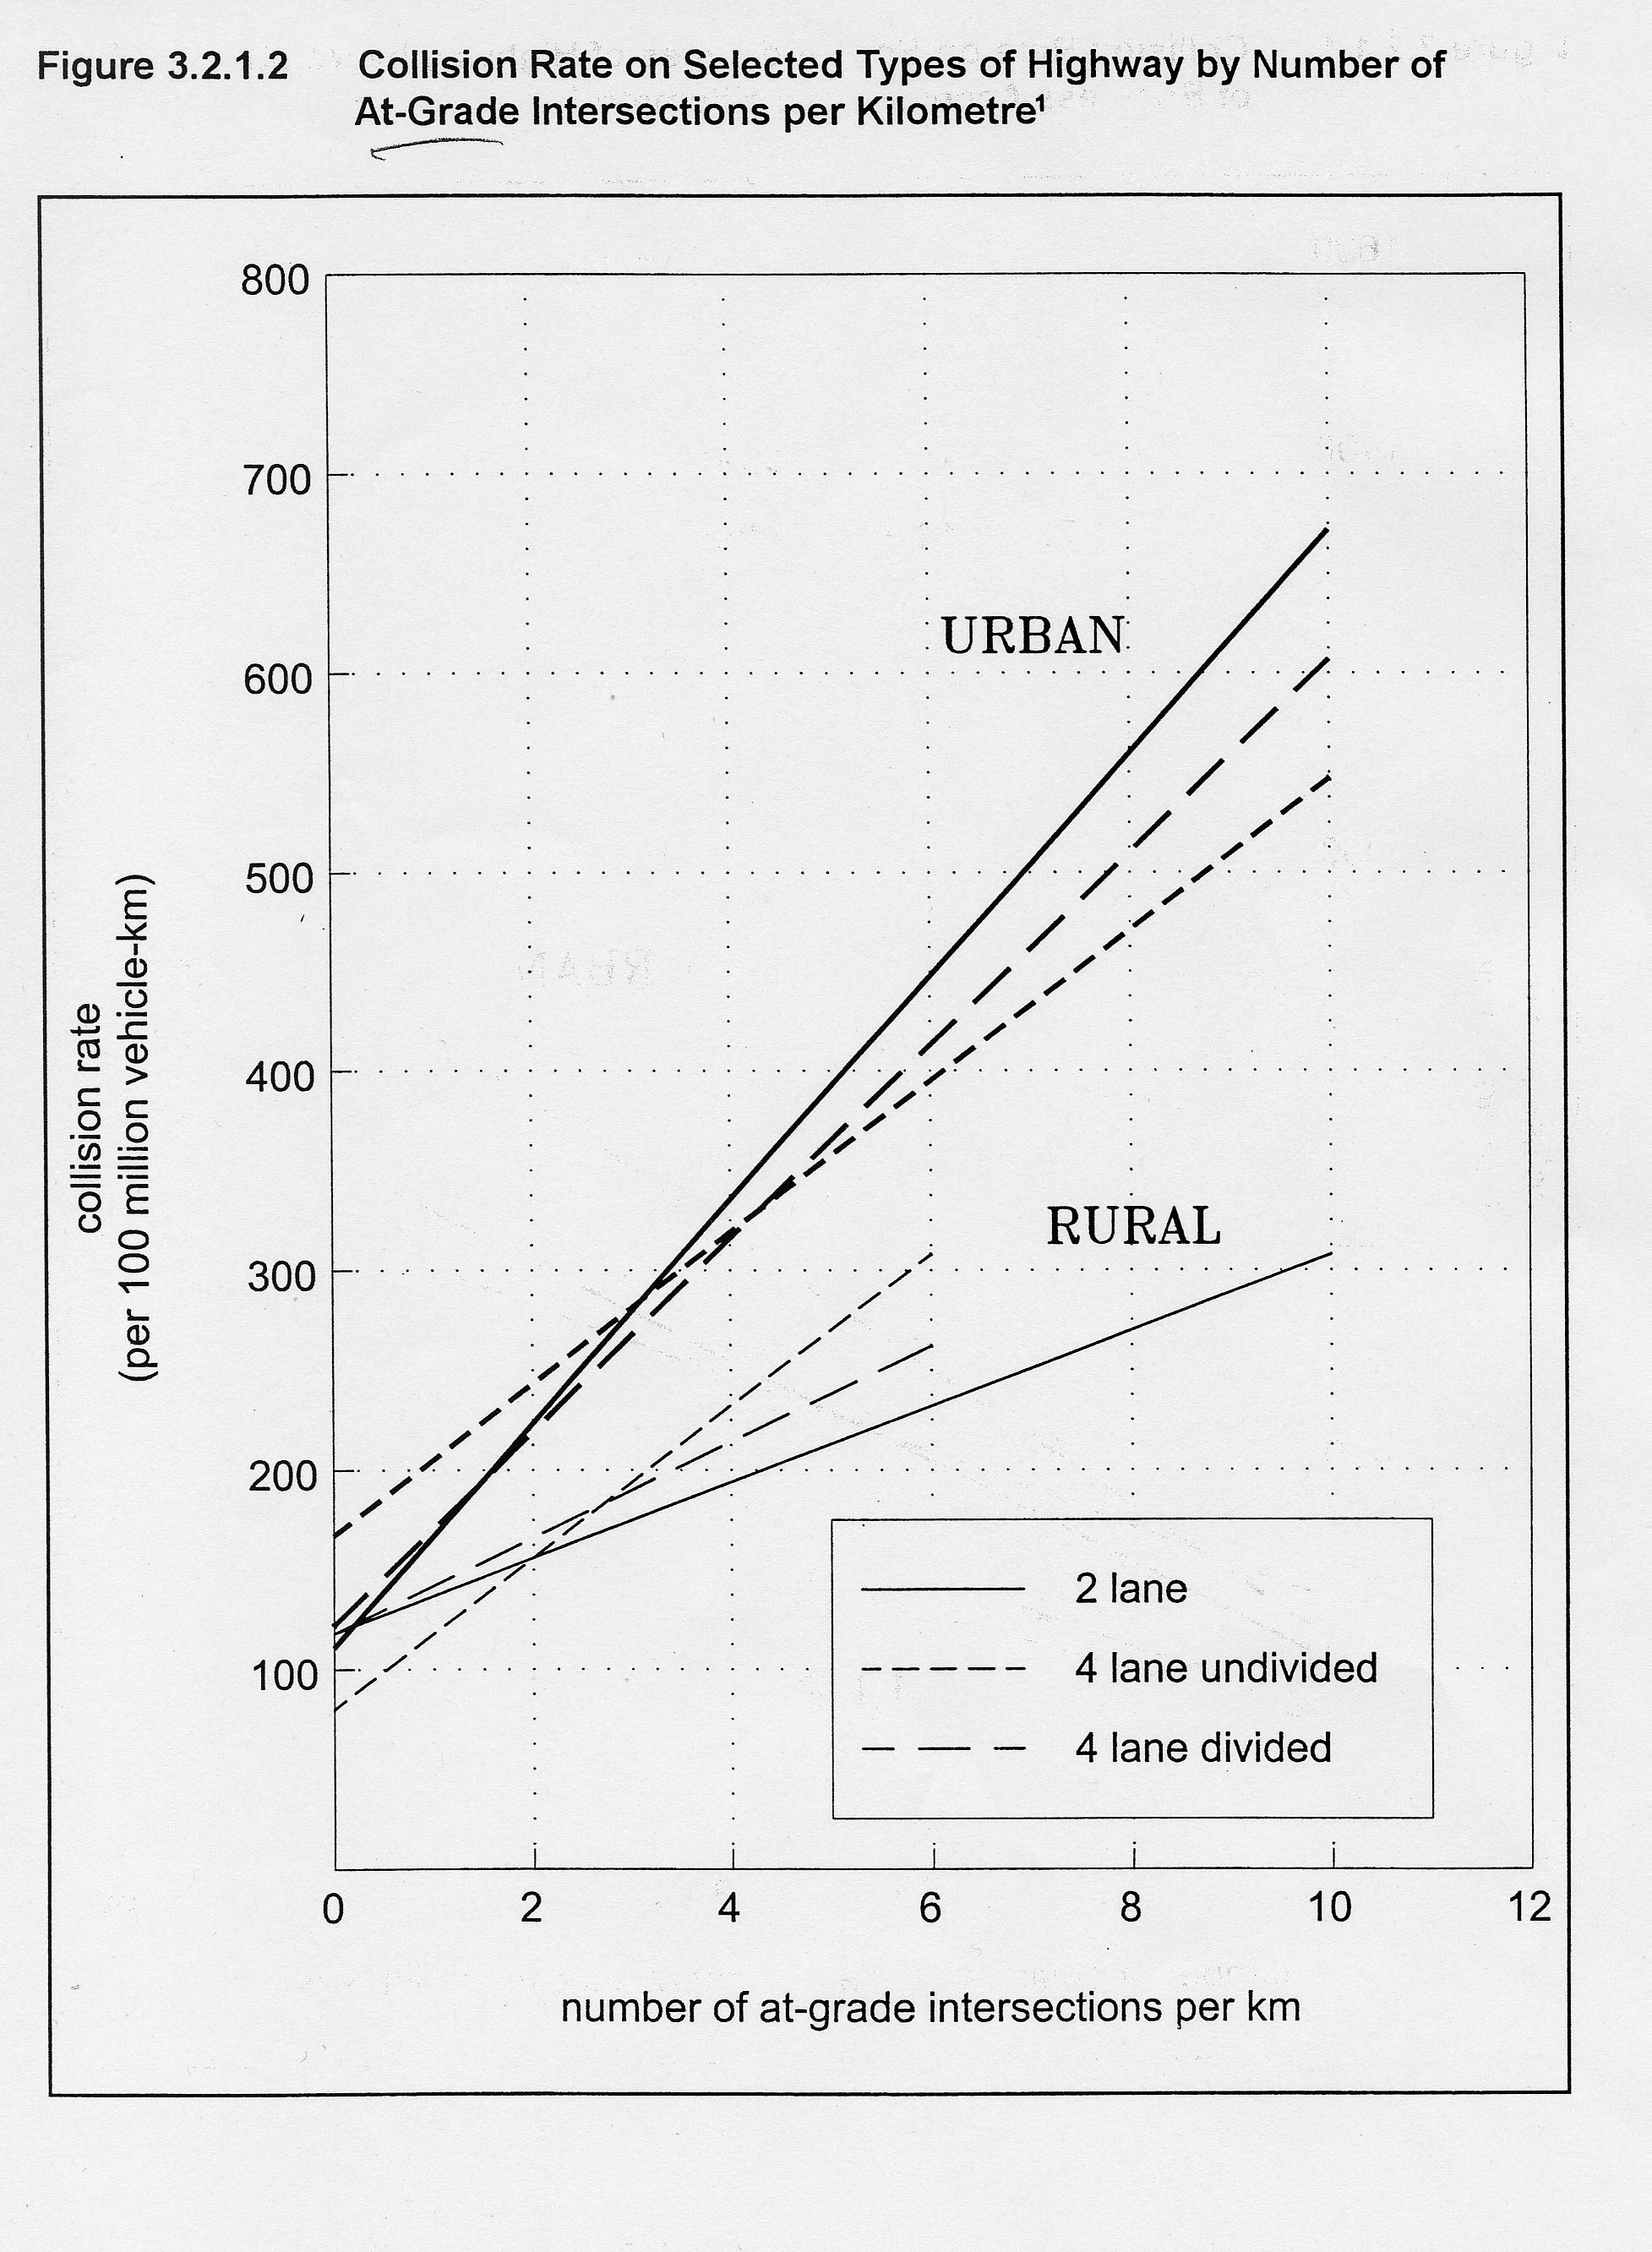 Figure 3.2.1.2 Collision Rate on Selected Types of Highway by Number of
At-Grade Intersections per Kilometre¹
800
700
600
500
400
300
200
100
collision rate
(per 100 million vehicle-km)
URBAN
RURAL
2 lane
4 lane undivided
4 lane divided
0 2 4 6 8 10 12
number of at-grade intersections per km